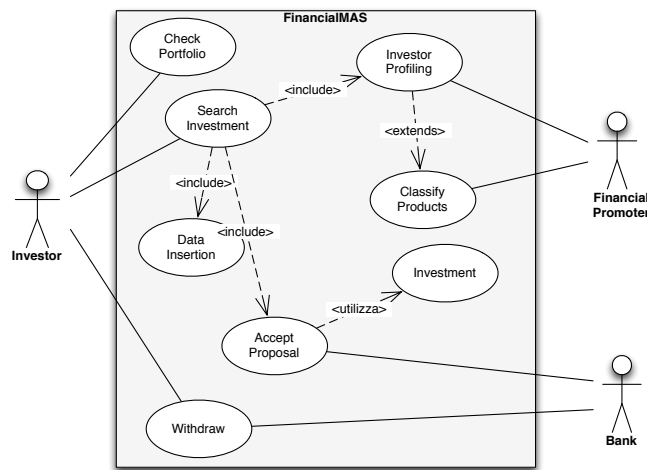 FinancialMAS
Check
Portfolio
Investor
Profiling
<include>
Search
Investment
<extends>
<include>
Classify
Products
Financial
Promoter
Investor
Data
Insertion
<include>
Investment
<utilizza>
Accept
Proposal
Withdraw
Bank